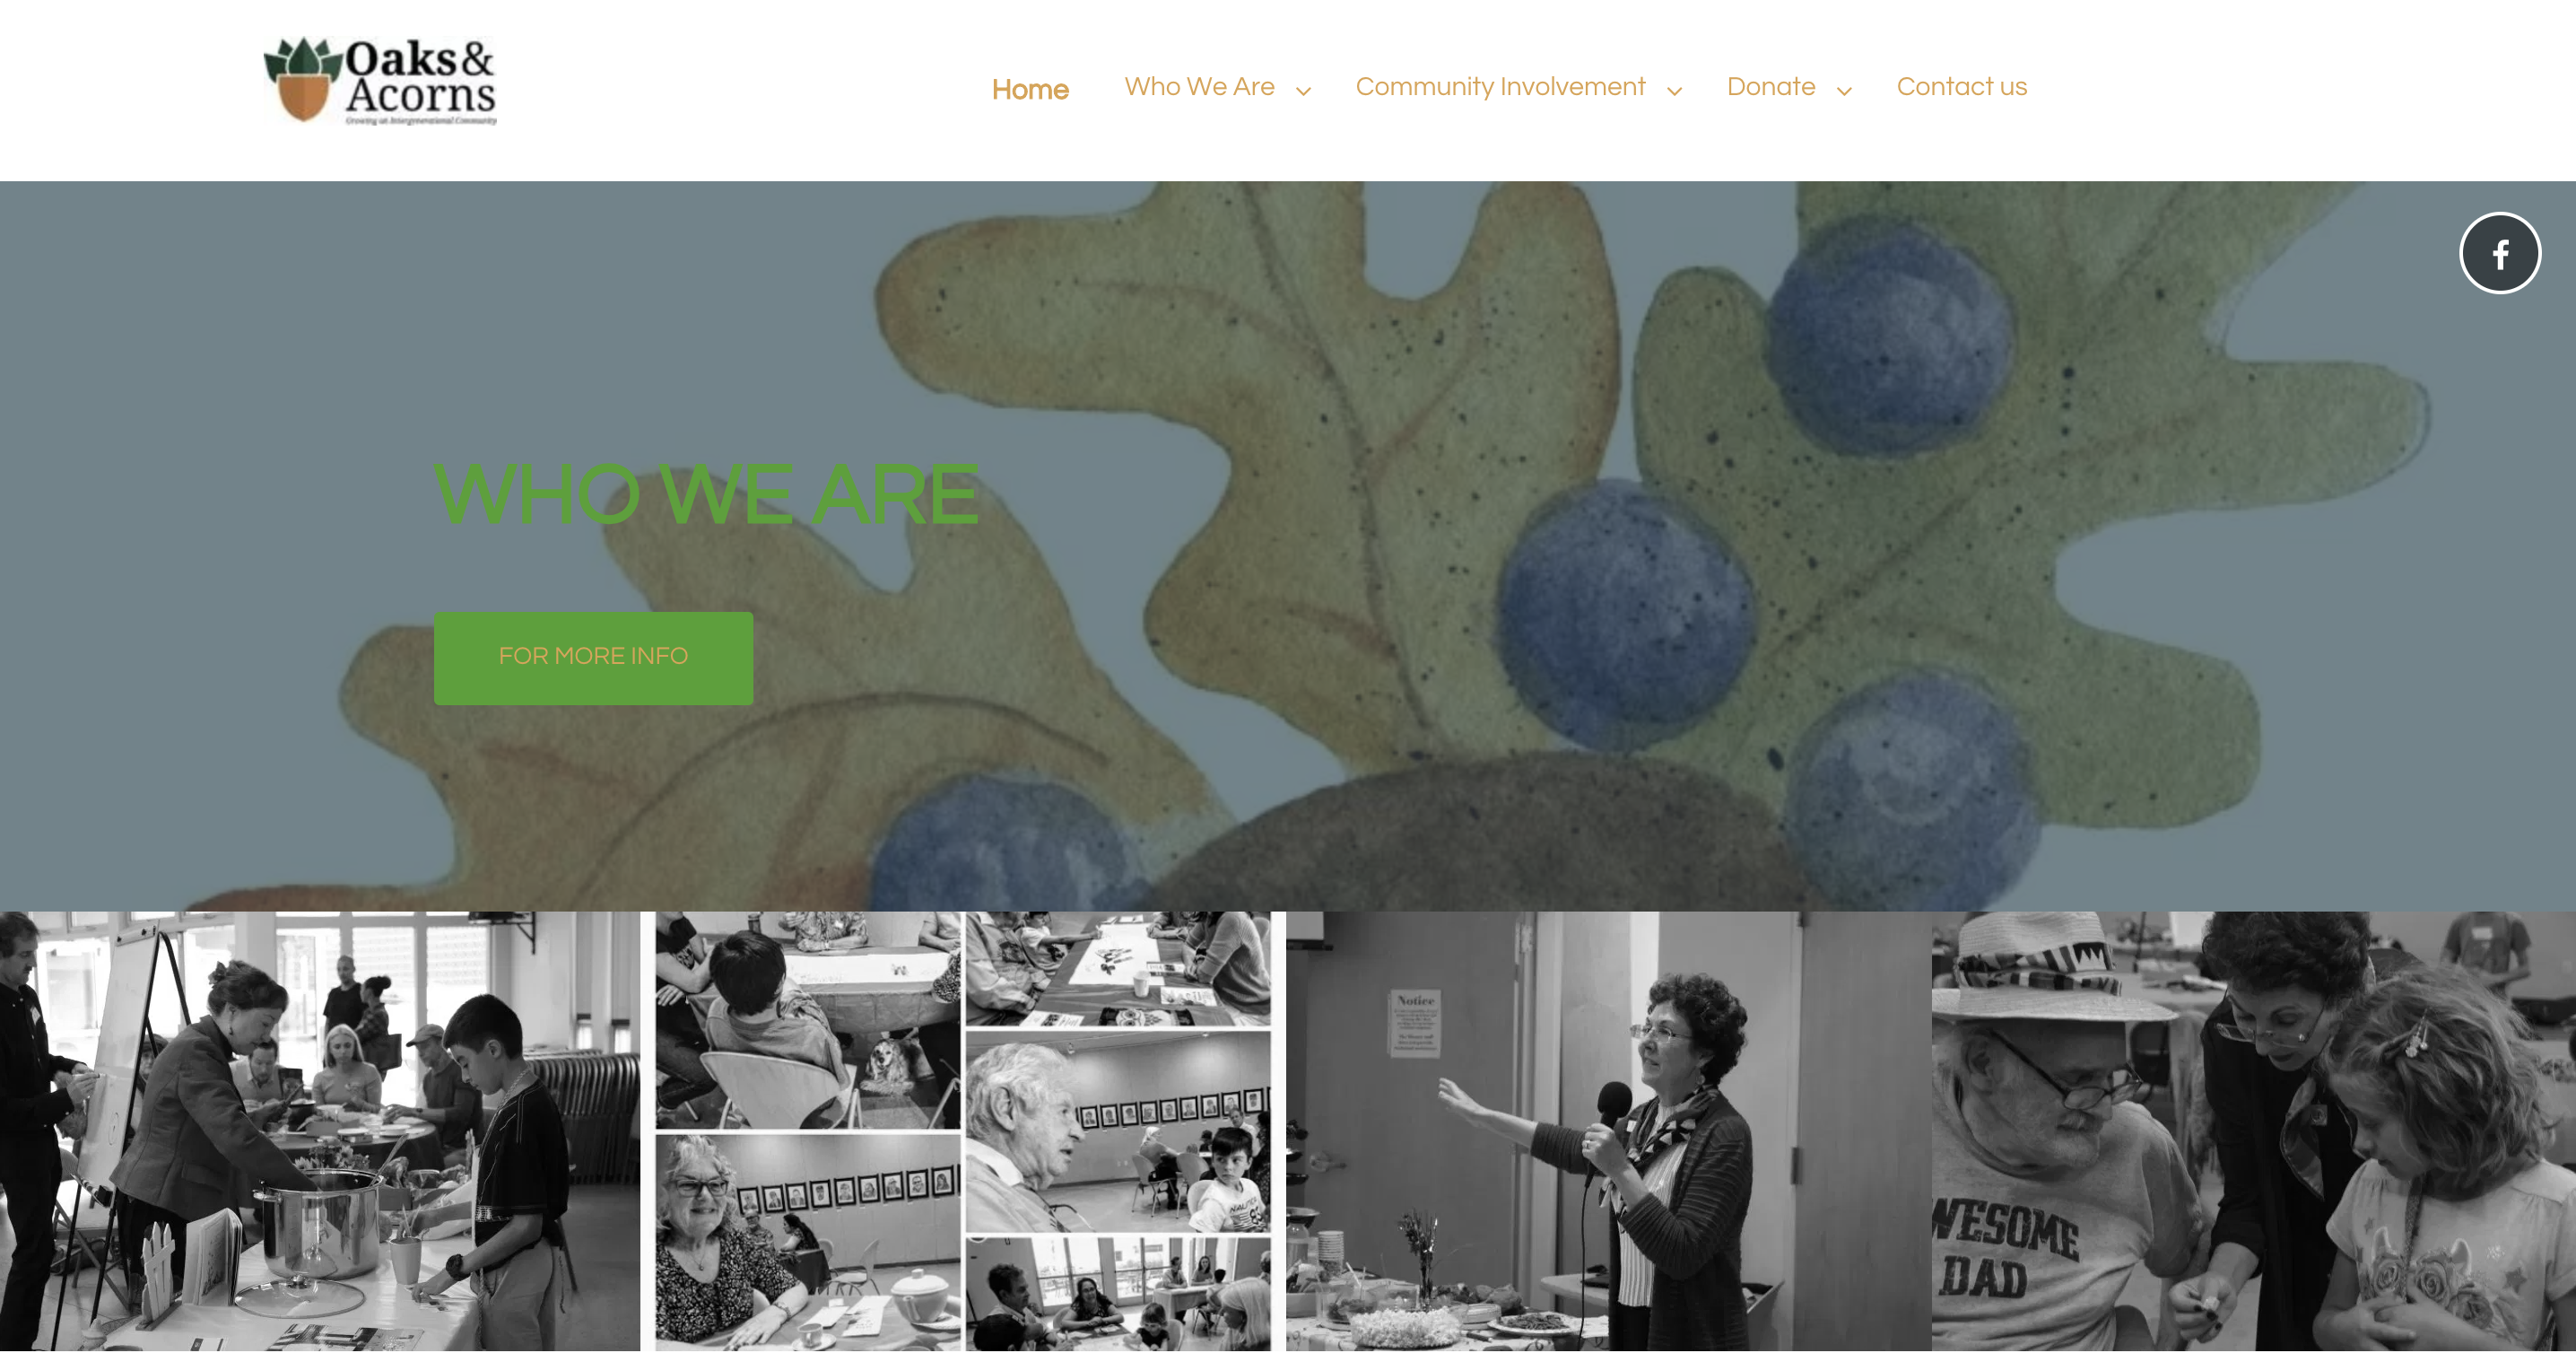 Oaks&
Acorns
Growing an Intergenerational Community
Home
Who We Are
Community Involvement
Donate
Contact us
WHO WE ARE
FOR MORE INFO
Notice
WESOME
DAD